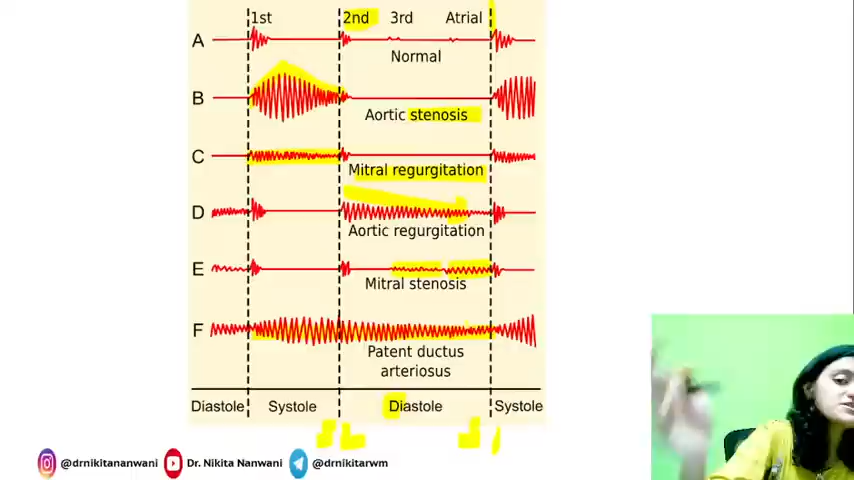 1st 2nd 3rd Atrial
A
Normal
B
Aortic stenosis
C
Mitral regurgitation
D
Aortic regurgitation
E
Mitral stenosis
F
Patent ductus
arteriosus
Diastole Systole Diastole Systole
@drnikitananwani Dr. Nikita Nanwani @drnikitarwm